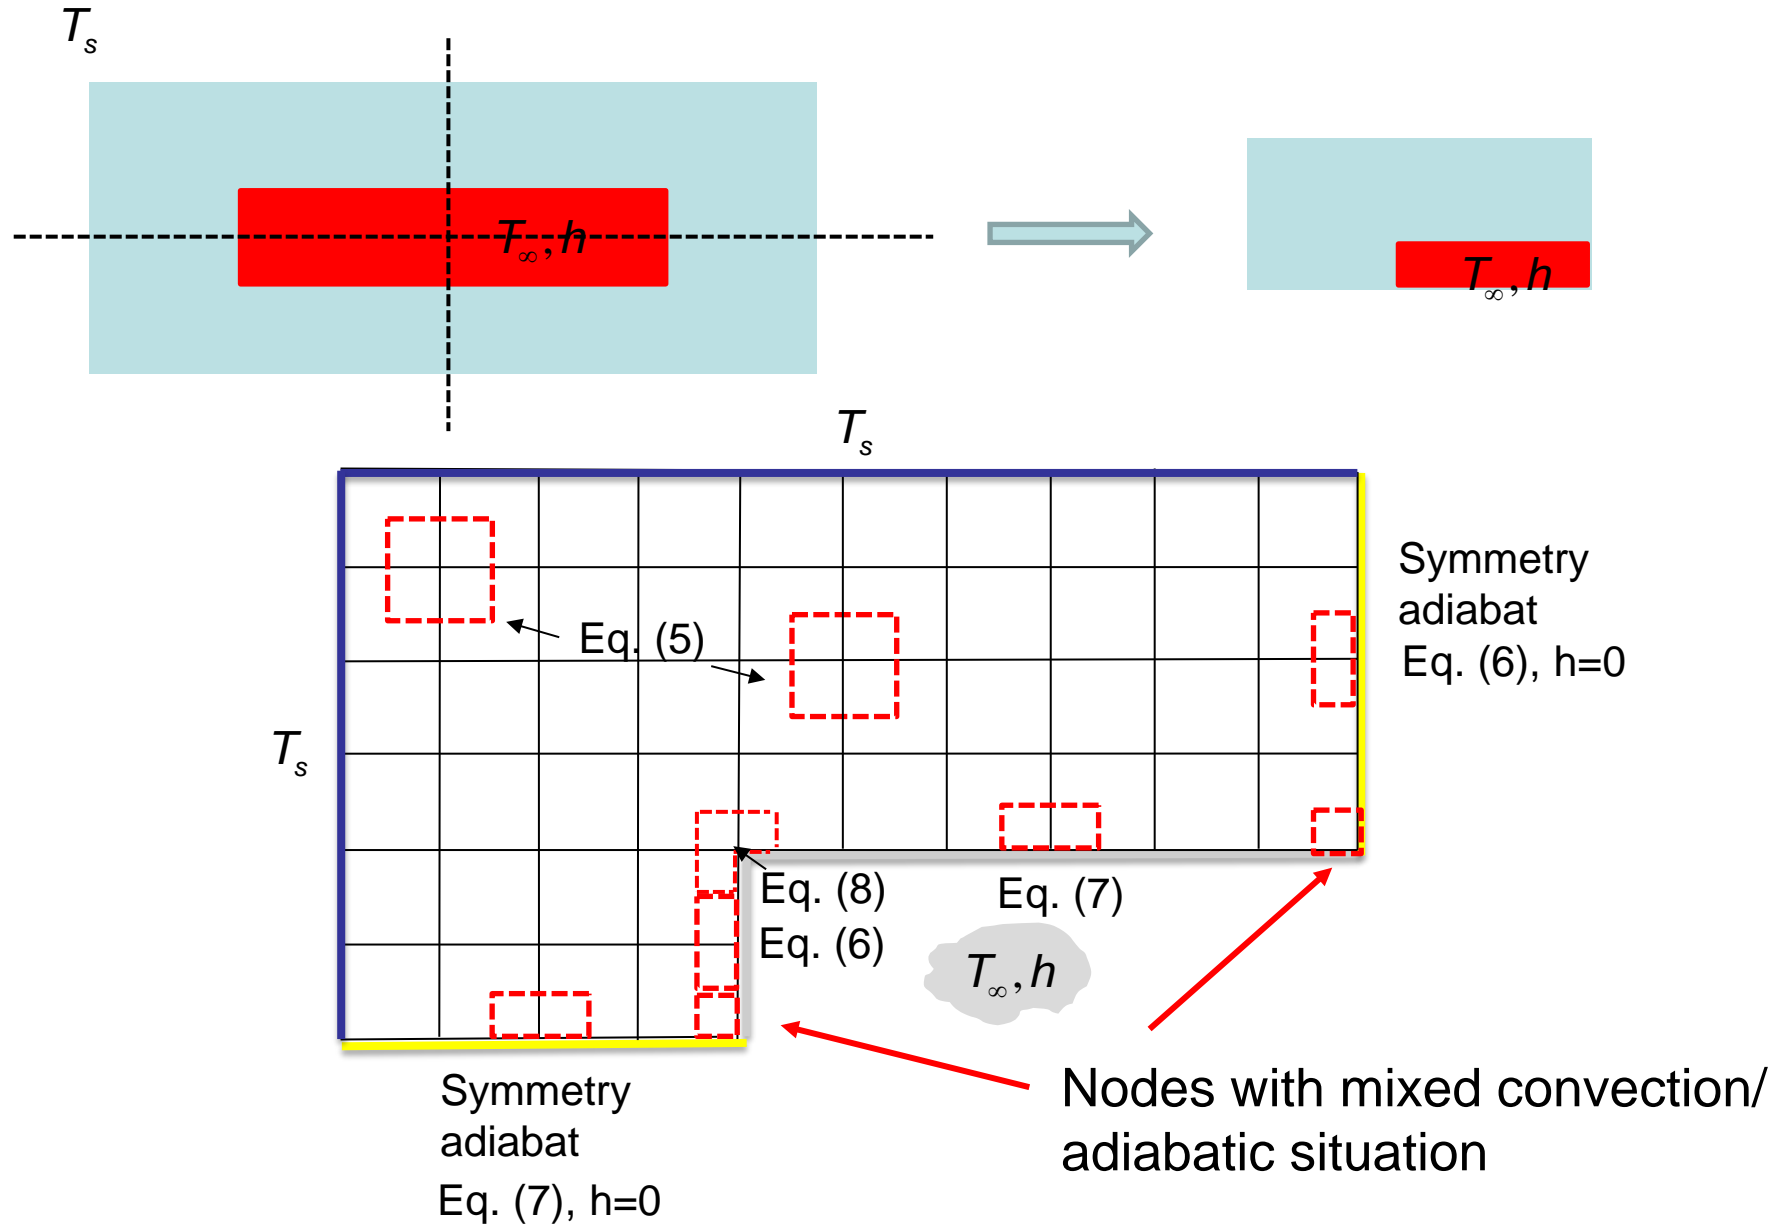 Tₛ
T∞, h
T∞, h
Tₛ
Symmetry
adiabat
Eq. (6), h=0
Eq. (5)
Tₛ
Eq. (8)
Eq. (7)
Eq. (6)
T∞, h
Nodes with mixed convection/
adiabatic situation
Symmetry
adiabat
Eq. (7), h=0